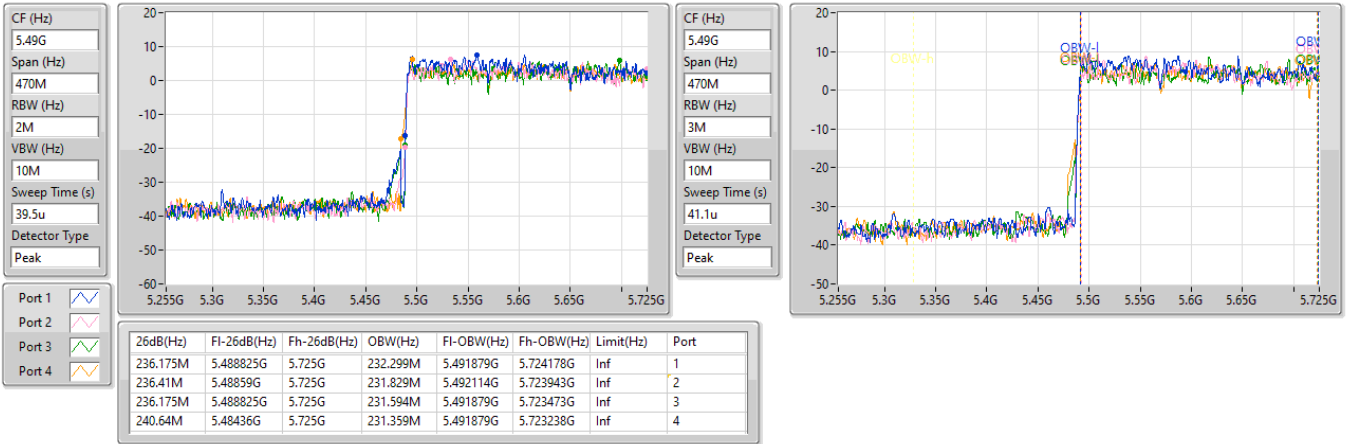 CF (Hz)
5.49G
Span (Hz)
470M
RBW (Hz)
2M
VBW (Hz)
10M
Sweep Time (s)
39.5u
Detector Type
Peak
20-
10-
0-
-10-
-20-
-30-
-40-
-50-
-60-
5.255G 5.3G 5.35G 5.4G 5.45G 5.5G 5.55G 5.6G 5.65G 5.725G
CF (Hz)
5.49G
Span (Hz)
470M
RBW (Hz)
3M
VBW (Hz)
10M
Sweep Time (s)
41.1u
Detector Type
Peak
20-
10-
0-
-10-
-20-
-30-
-40-
-50-
OBW-h
OBW-l
5.255G 5.3G 5.35G 5.4G 5.45G 5.5G 5.55G 5.6G 5.65G 5.725G
Port 1
Port 2
Port 3
Port 4
26dB(Hz) Fl-26dB(Hz) Fh-26dB(Hz) OBW(Hz) Fl-OBW(Hz) Fh-OBW(Hz) Limit(Hz) Port
236.175M 5.488825G 5.725G 232.299M 5.491879G 5.724178G Inf 1
236.41M 5.48859G 5.725G 231.829M 5.492114G 5.723943G Inf 2
236.175M 5.488825G 5.725G 231.594M 5.491879G 5.723473G Inf 3
240.64M 5.48436G 5.725G 231.359M 5.491879G 5.723238G Inf 4